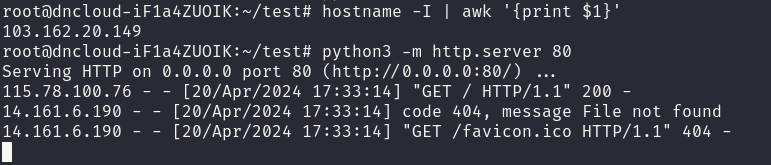 root@dncloud-iF1a4ZUOIK:~/test# hostname -I | awk '{print $1}'
103.162.20.149
root@dncloud-iF1a4ZUOIK:~/test# python3 -m http.server 80
Serving HTTP on 0.0.0.0 port 80 (http://0.0.0.0:80/) ...
115.78.100.76 - - [20/Apr/2024 17:33:14] "GET / HTTP/1.1" 200 -
14.161.6.190 - - [20/Apr/2024 17:33:14] code 404, message File not found
14.161.6.190 - - [20/Apr/2024 17:33:14] "GET /favicon.ico HTTP/1.1" 404 -